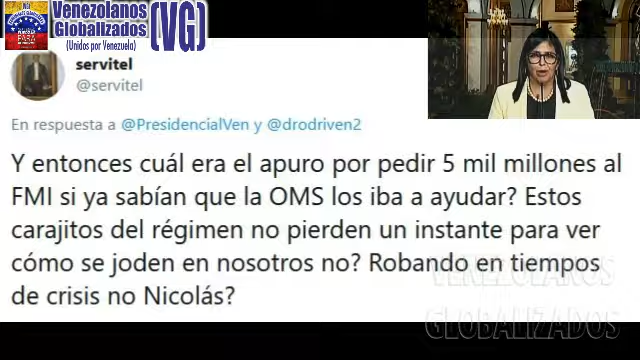 Venezolanos
Globalizados
(Unidos por Venezuela)
(VG)
servitel
@servitel
En respuesta a @PresidencialVen y @drodriven2
Y entonces cuál era el apuro por pedir 5 mil millones al
FMI si ya sabían que la OMS los iba a ayudar? Estos
carajitos del régimen no pierden un instante para ver
cómo se joden en nosotros no? Robando en tiempos
de crisis no Nicolás?
VENEZOLANOS
GLOBALIZADOS